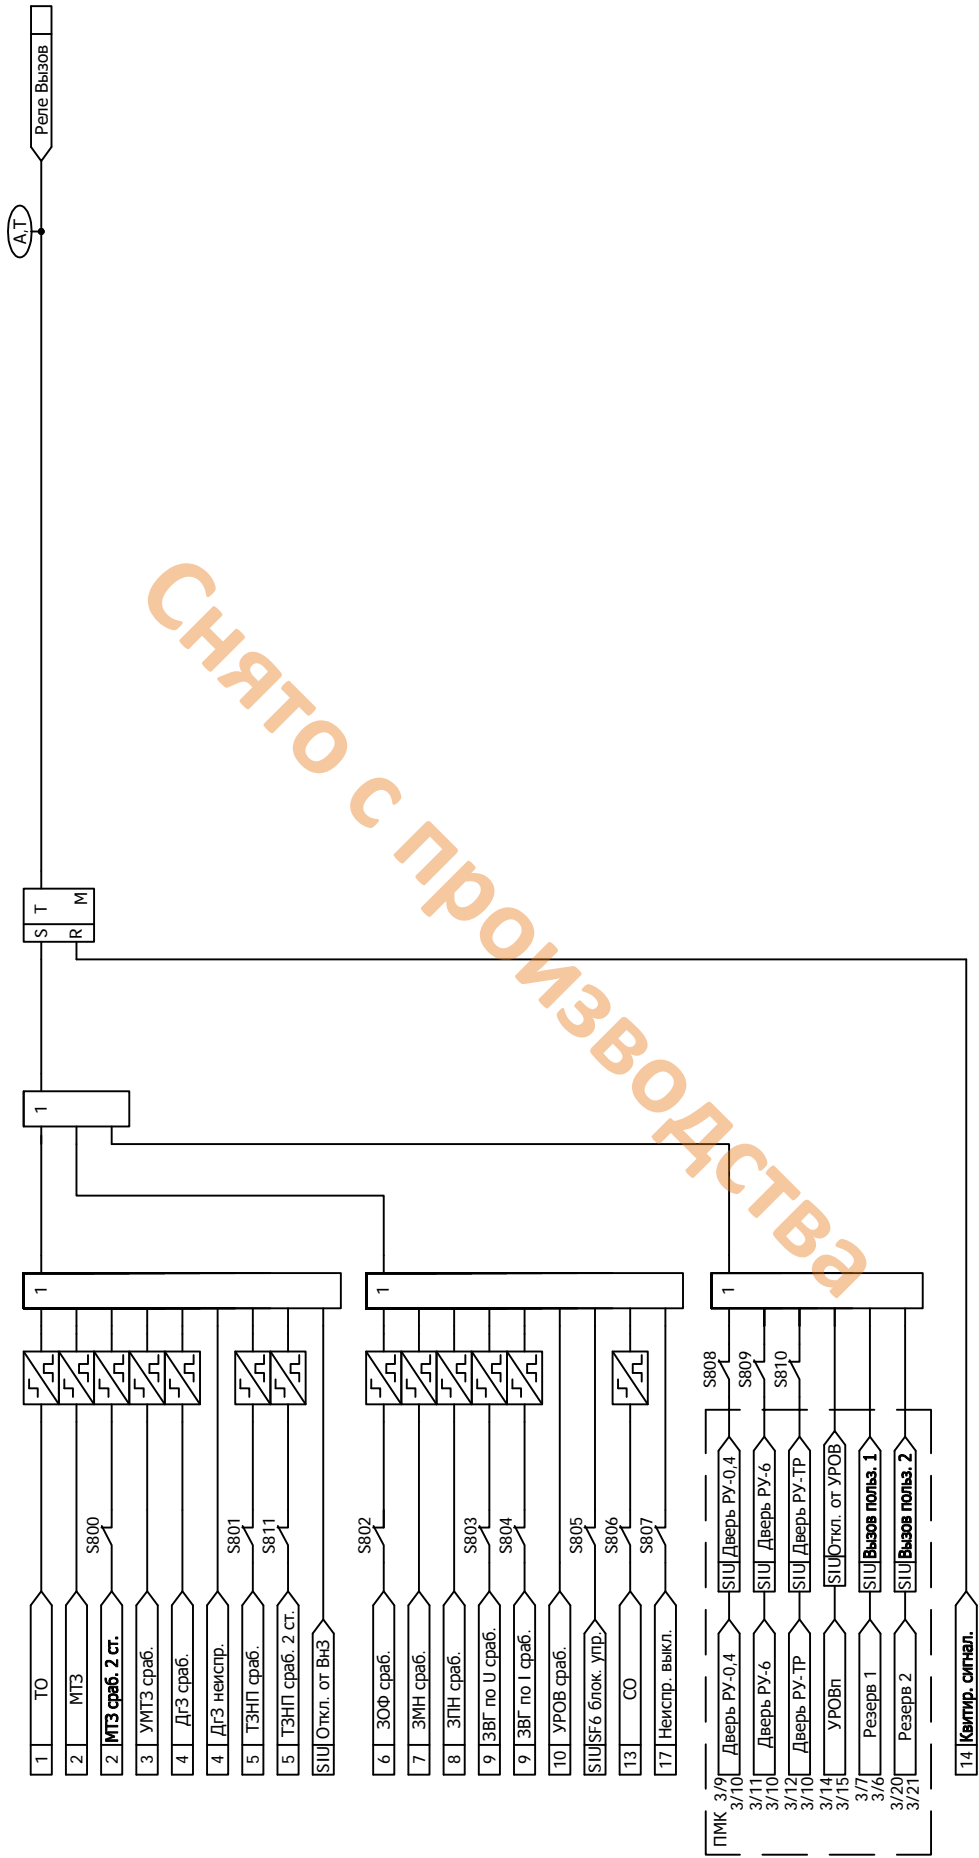 1 ТО
2 МТЗ
2 МТЗ сраб. 2 ст.
S800
3 УМТЗ сраб.
4 ДгЗ сраб.
4 ДгЗ неиспр.
5 ТЗНП сраб.
S801
5 ТЗНП сраб. 2 ст.
S811
SIU Откл. от ВнЗ
1
6 ЗОФ сраб.
S802
7 ЗМН сраб.
8 ЗПН сраб.
9 ЗВГ по U сраб.
S803
9 ЗВГ по I сраб.
S804
10 УРОВ сраб.
SIU SF6 блок. упр.
S805
13 СО
S806
17 Неиспр. выкл.
S807
1
ПМК
3/9
3/10
Дверь РУ-0,4
SIU Дверь РУ-0,4
S808
3/11
3/10
Дверь РУ-6
SIU Дверь РУ-6
S809
3/12
3/10
Дверь РУ-ТР
SIU Дверь РУ-ТР
S810
3/14
3/15
УРОВп
SIU Откл. от УРОВ
3/7
3/6
Резерв 1
SIU Вызов польз. 1
3/20
3/21
Резерв 2
SIU Вызов польз. 2
1
14 Квитир. сигнал.
1
S T
R M
А,Т
Реле Вызов
Снято с производства